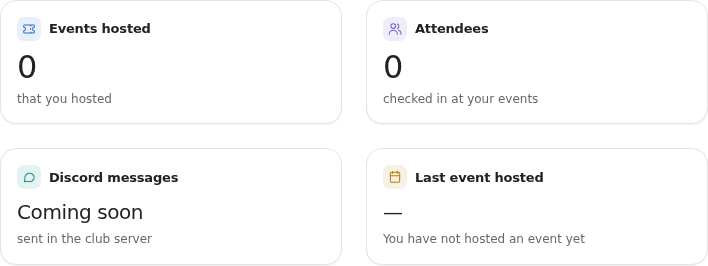 Events hosted
0
that you hosted
Attendees
0
checked in at your events
Discord messages
Coming soon
sent in the club server
Last event hosted
—
You have not hosted an event yet